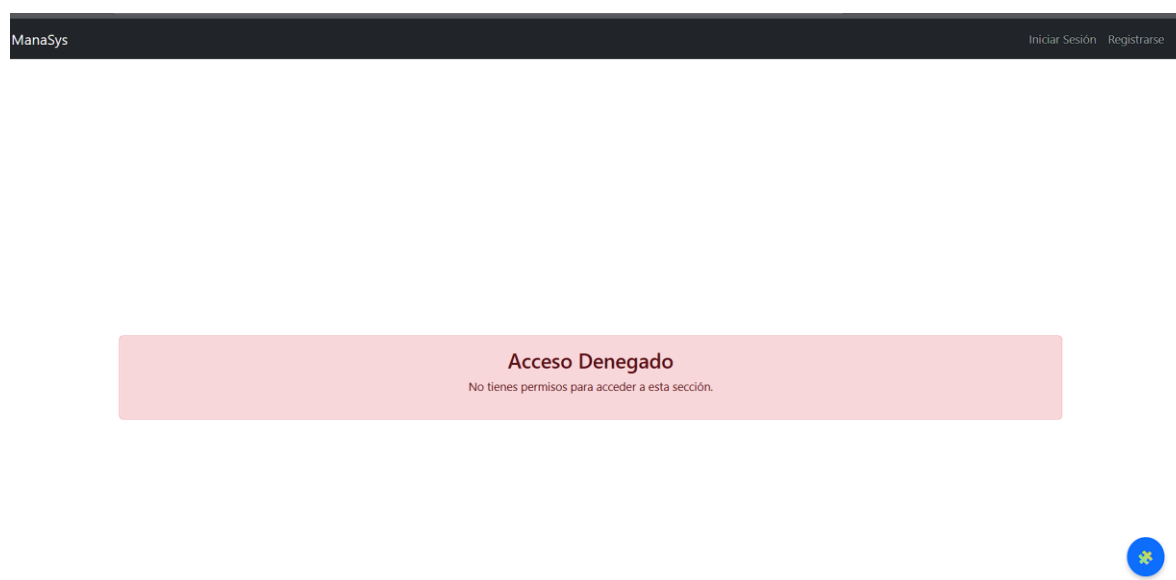 ManaSys
Iniciar Sesión Registrarse
Acceso Denegado
No tienes permisos para acceder a esta sección.